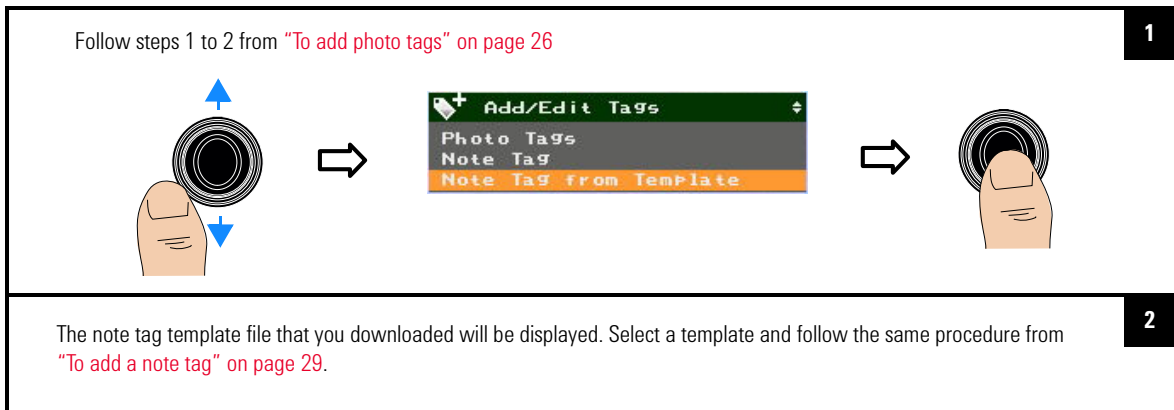 1
Follow steps 1 to 2 from “To add photo tags” on page 26
Add/Edit Tags
Photo Tags
Note Tag
Note Tag from Template
2
The note tag template file that you downloaded will be displayed. Select a template and follow the same procedure from
“To add a note tag” on page 29.